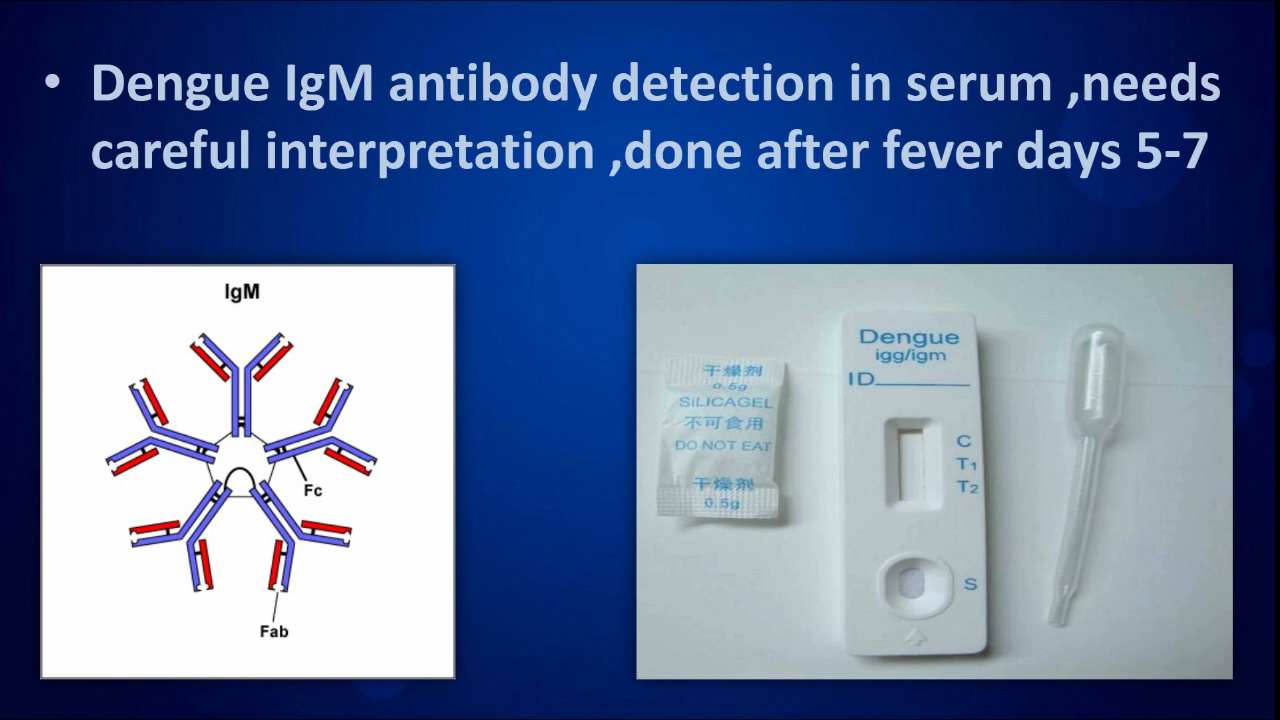 • Dengue IgM antibody detection in serum ,needs
careful interpretation ,done after fever days 5-7
IgM
Fc
Fab
干燥剂
0.5g
SILICAGEL
不可食用
DO NOT EAT
干燥剂
0.5g
Dengue
igg/igm
ID
C
T1
T2
S